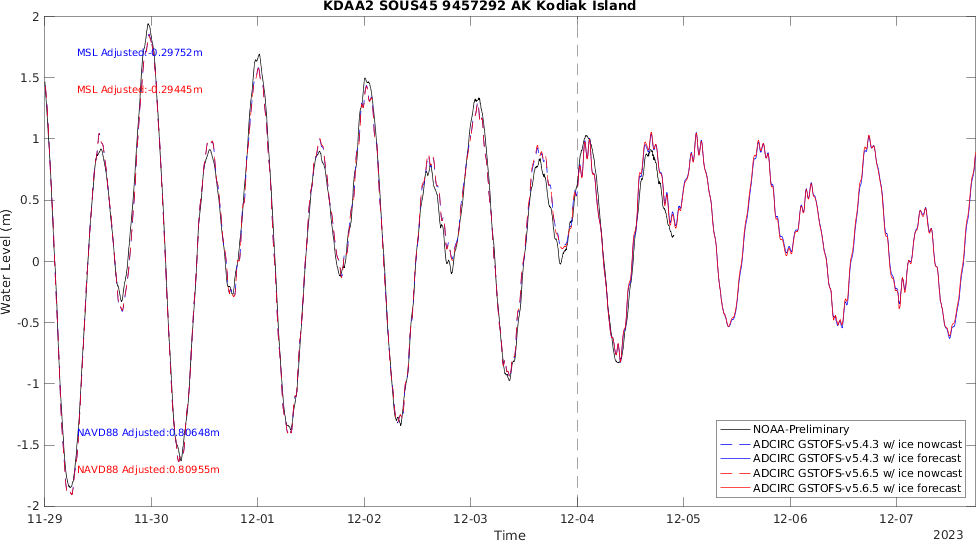 KDAA2 SOUS45 9457292 AK Kodiak Island
2
1.5
1
0.5
0
-0.5
-1
-1.5
-2
Water Level (m)
MSL Adjusted:-0.29752m
MSL Adjusted:-0.29445m
NAVD88 Adjusted:0.80648m
NAVD88 Adjusted:0.80955m
NOAA-Preliminary
ADCIRC GSTOFS-v5.4.3 w/ ice nowcast
ADCIRC GSTOFS-v5.4.3 w/ ice forecast
ADCIRC GSTOFS-v5.6.5 w/ ice nowcast
ADCIRC GSTOFS-v5.6.5 w/ ice forecast
11-29 11-30 12-01 12-02 12-03 12-04 12-05 12-06 12-07
Time
2023